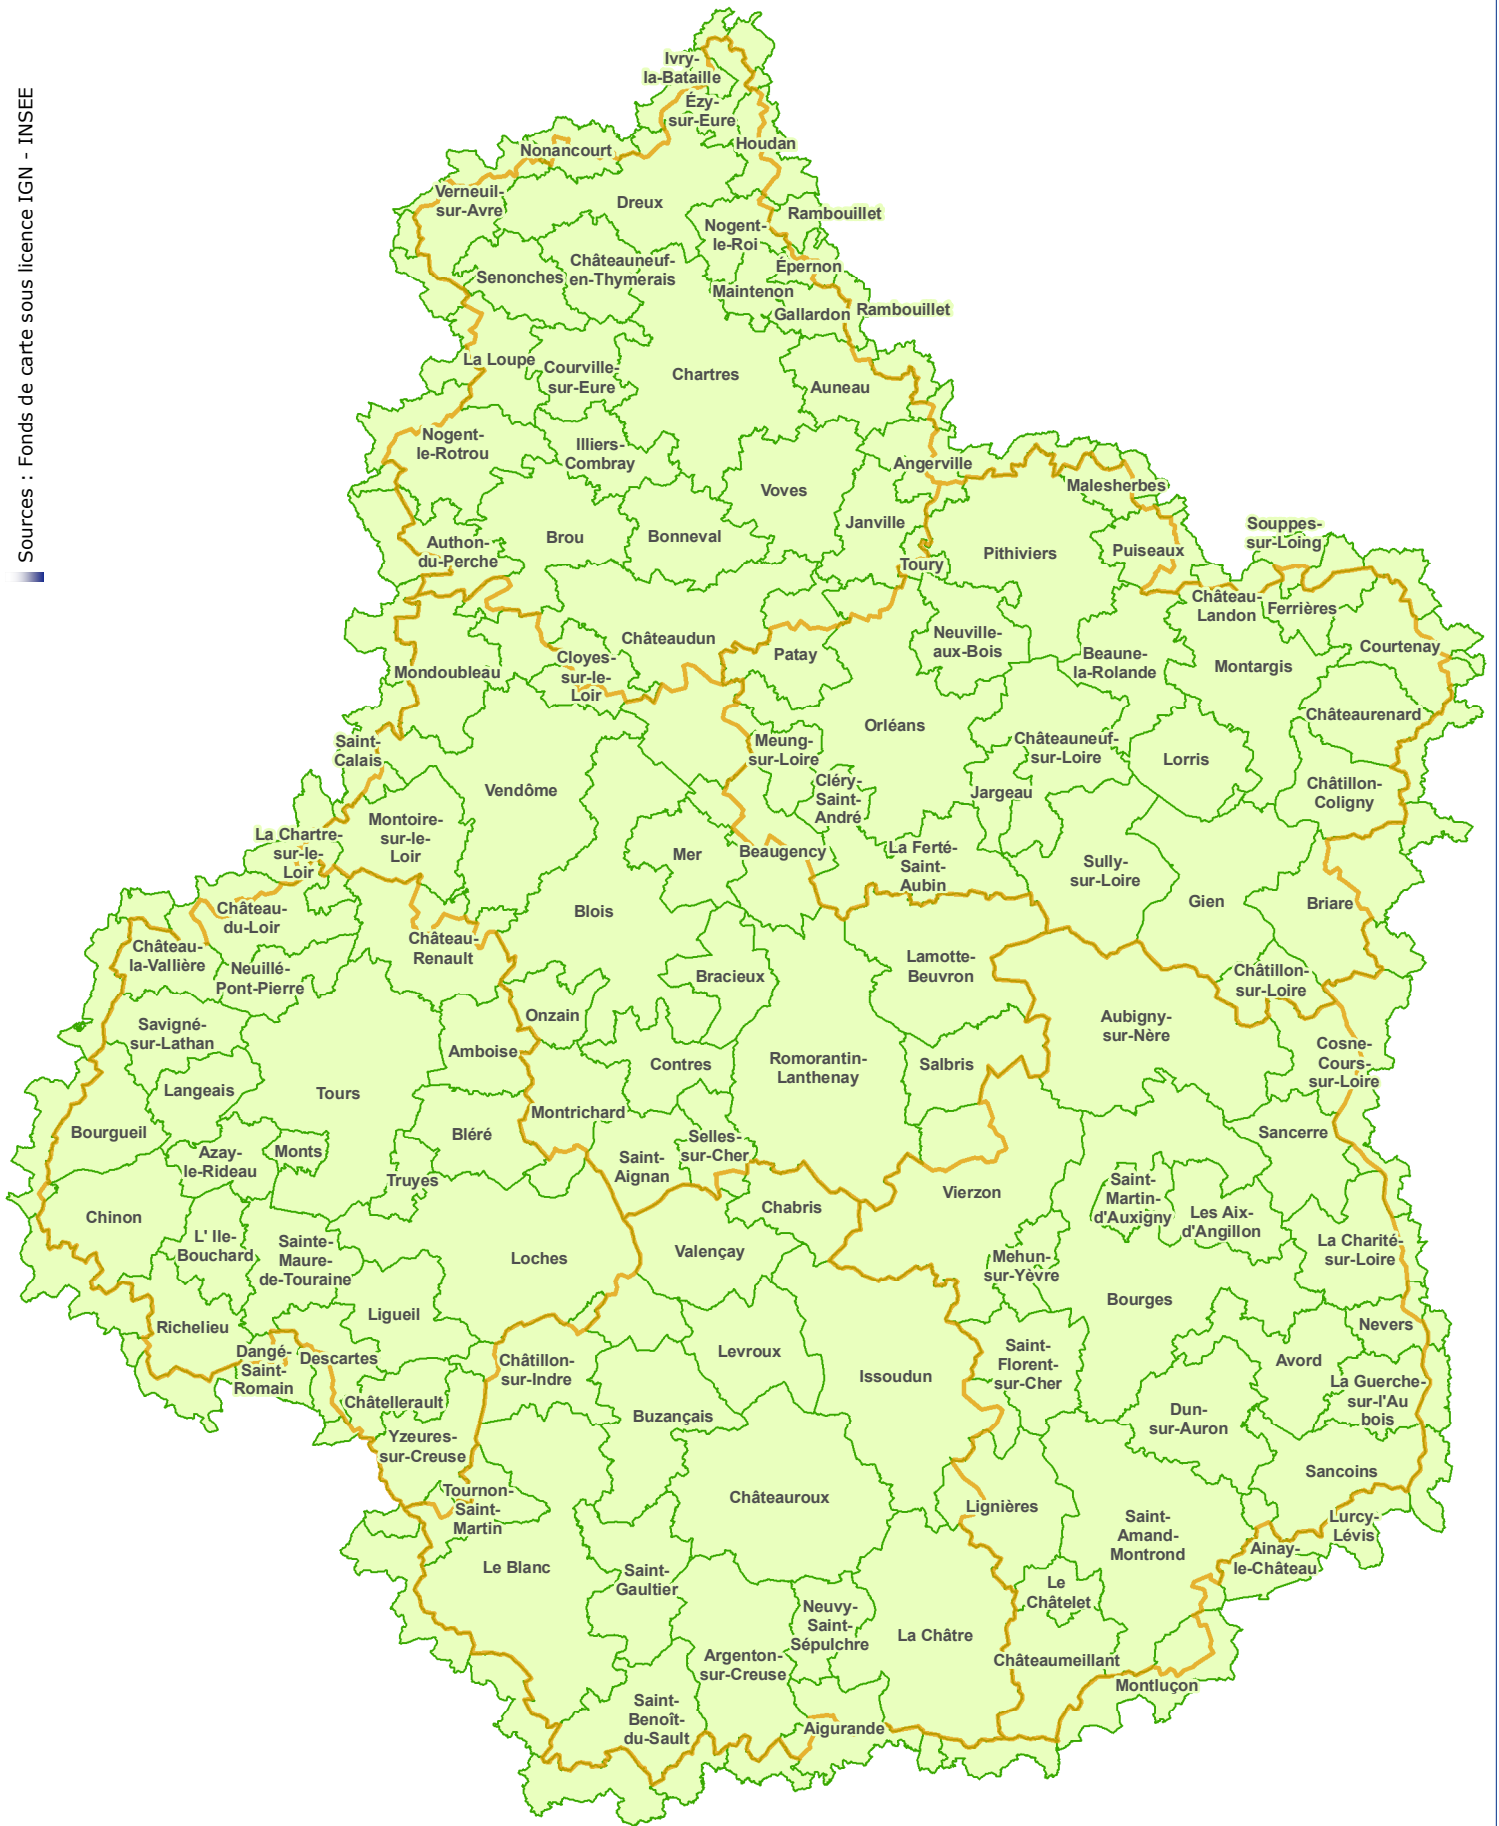 Sources : Fonds de carte sous licence IGN - INSEE
Ivry-
la-Bataille
Ézy-
sur-Eure
Houdan
Nonancourt
Verneuil-
sur-Avre
Dreux
Rambouillet
Nogent-
le-Roi
Épernon
Senonches
Châteauneuf-
en-Thymerais
Maintenon
Gallardon
Rambouillet
La Loupe
Courville-
sur-Eure
Chartres
Auneau
Nogent-
le-Rotrou
Illiers-
Combray
Angerville
Voves
Malesherbes
Janville
Brou
Bonneval
Authon-
du-Perche
Toury
Pithiviers
Puiseaux
Souppes-
sur-Loing
Château-
Landon
Ferrières
Châteaudun
Cloyes-
sur-le-
Loir
Mondoubleau
Patay
Neuville-
aux-Bois
Beaune-
la-Rolande
Montargis
Courtenay
Châteaurenard
Orléans
Meung-
sur-Loire
Châteauneuf-
sur-Loire
Lorris
Saint-
Calais
Vendôme
Cléry-
Saint-
André
Jargeau
Châtillon-
Coligny
Montoire-
sur-le-
Loir
La Chartre-
sur-le-
Loir
Mer
Beaugency
La Ferté-
Saint-
Aubin
Sully-
sur-Loire
Gien
Briare
Château-
du-Loir
Blois
Château-
Renault
Château-
la-Vallière
Neuillé-
Pont-Pierre
Bracieux
Lamotte-
Beuvron
Châtillon-
sur-Loire
Savigné-
sur-Lathan
Onzain
Aubigny-
sur-Nère
Amboise
Contres
Romorantin-
Lanthenay
Salbris
Cosne-
Cours-
sur-Loire
Langeais
Tours
Montrichard
Bourgueil
Azay-
le-Rideau
Monts
Bléré
Selles-
sur-Cher
Saint-
Aignan
Sancerre
Truyes
Vierzon
Saint-
Martin-
d'Auxigny
Les Aix-
d'Angillon
Chinon
L' Ile-
Bouchard
Sainte-
Maure-
de-Touraine
Loches
Chabris
Valençay
Mehun-
sur-Yèvre
La Charité-
sur-Loire
Bourges
Ligueil
Richelieu
Nevers
Dangé-
Saint-
Romain
Descartes
Châtillon-
sur-Indre
Levroux
Issoudun
Saint-
Florent-
sur-Cher
Avord
La Guerche-
sur-l'Au
bois
Châtellerault
Buzançais
Dun-
sur-Auron
Yzeures-
sur-Creuse
Sancoins
Tournon-
Saint-
Martin
Châteauroux
Lignières
Saint-
Amand-
Montrond
Lurcy-
Lévis
Ainay-
le-Château
Le Blanc
Saint-
Gaultier
Le
Châtelet
Neuvy-
Saint-
Sépulchre
La Châtre
Argenton-
sur-Creuse
Châteaumeillant
Montluçon
Saint-
Benoît-
du-Sault
Aigurande